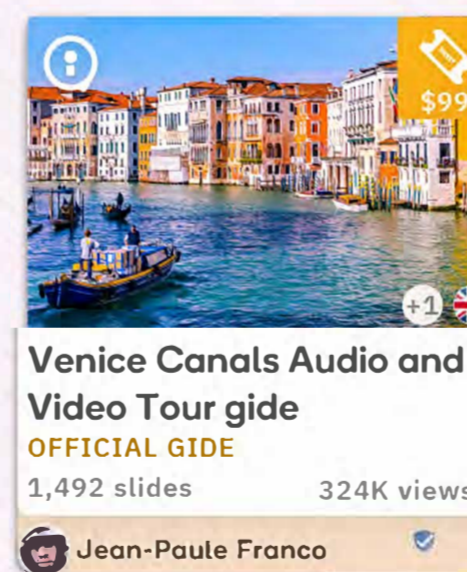 $99
+1
Venice Canals Audio and
Video Tour gide
OFFICIAL GIDE
1,492 slides 324K views
Jean-Paule Franco